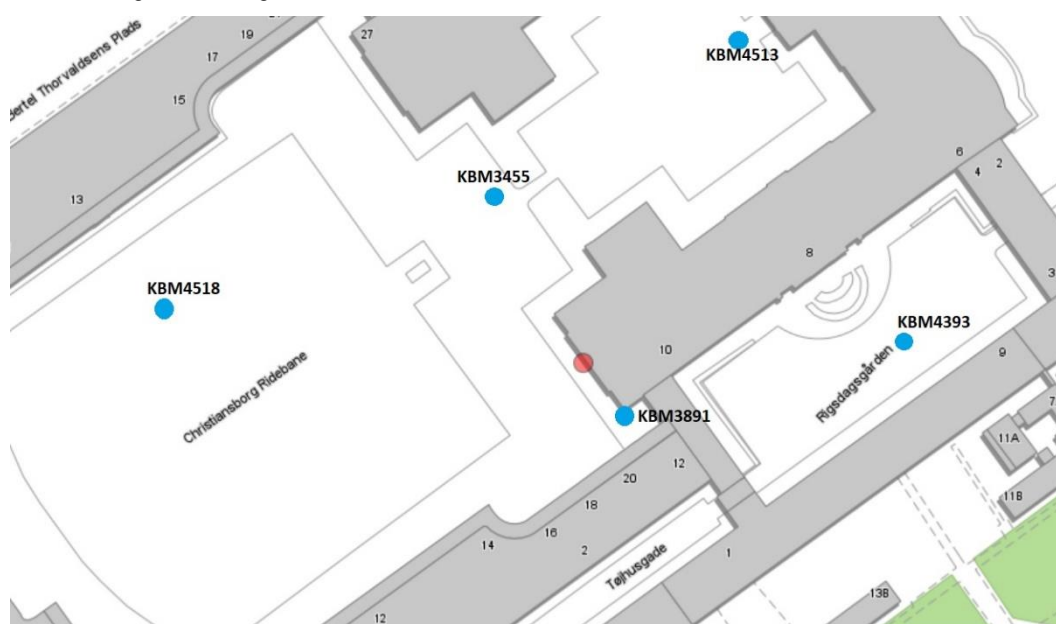 Bertel Thorvaldsens Plads
19
17
15
13
27
KBM4513
KBM3455
KBM4518
Christiansborg Ridebane
6
4
2
8
3
KBM4393
Rigsdagsgården
10
9
KBM3891
7
11A
11B
12
20
18
16
14
2
Tøjhusgade
1
13B
12